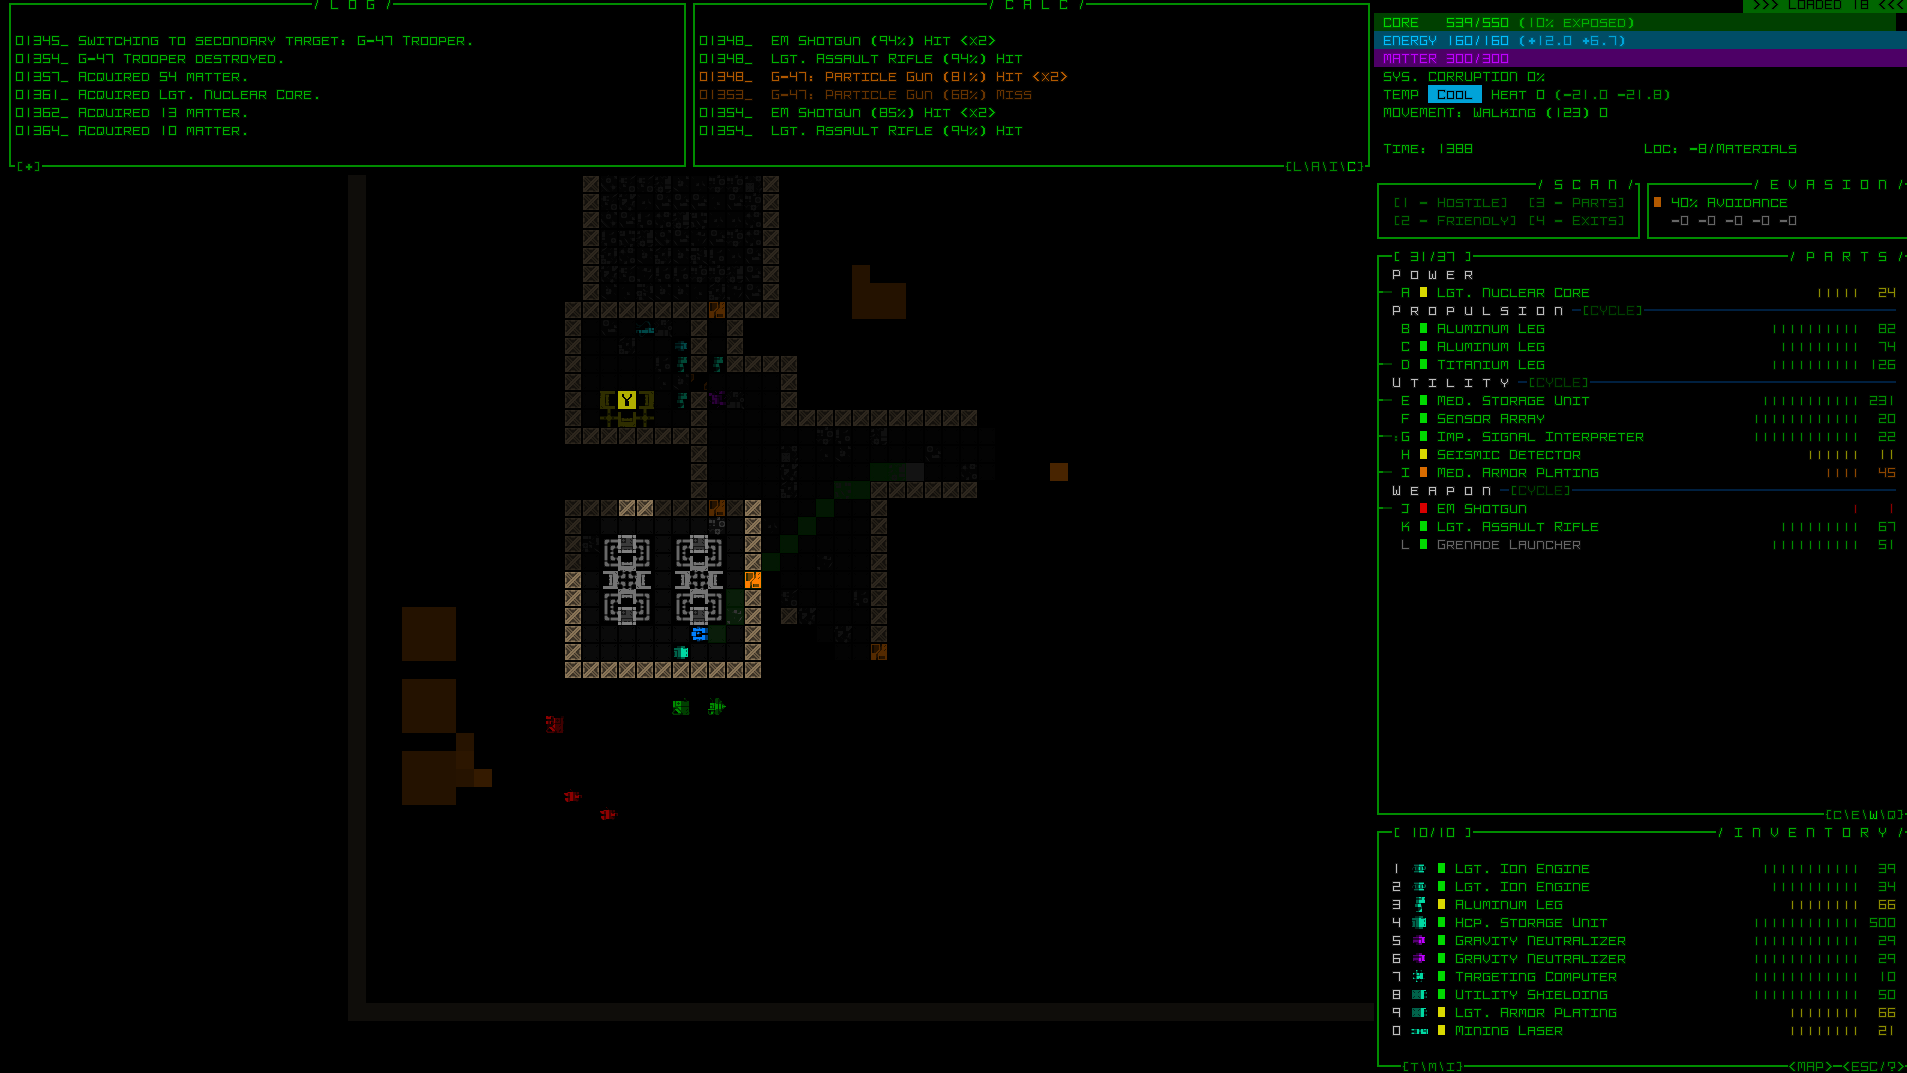 / LOG /
01345_ Switching to secondary target: G-47 Trooper.
01354_ G-47 Trooper destroyed.
01357_ Acquired 54 matter.
01361_ Acquired Lgt. Nuclear Core.
01362_ Acquired 13 matter.
01364_ Acquired 10 matter.
[+]
/ CALC /
01348_ EM Shotgun (94%) Hit <x2>
01348_ Lgt. Assault Rifle (94%) Hit
01348_ G-47: Particle Gun (81%) Hit <x2>
01353_ G-47: Particle Gun (68%) Miss
01354_ EM Shotgun (85%) Hit <x2>
01354_ Lgt. Assault Rifle (94%) Hit
[L\A\I\C]
>>> LOADED 18 <<<
Core 539/550 (10% Exposed)
Energy 160/160 (+12.0 +6.7)
Matter 300/300
Sys. Corruption 0%
Temp Cool Heat 0 (-21.0 -21.8)
Movement: Walking (123) 0
Time: 1388 Loc: -8/Materials
/ SCAN /
[1 - Hostile] [3 - Parts]
[2 - Friendly] [4 - Exits]
/ EVASION /
40% Avoidance
-0 -0 -0 -0 -0
[ 31/37 ] / PARTS /
POWER
A Lgt. Nuclear Core 24
PROPULSION [CYCLE]
B Aluminum Leg 82
C Aluminum Leg 74
D Titanium Leg 126
UTILITY [CYCLE]
E Med. Storage Unit 231
F Sensor Array 20
G Imp. Signal Interpreter 22
H Seismic Detector 11
I Med. Armor Plating 45
WEAPON [CYCLE]
J EM Shotgun 1
K Lgt. Assault Rifle 67
L Grenade Launcher 51
[C\E\W\Q]
[ 10/10 ] / INVENTORY /
1 Lgt. Ion Engine 39
2 Lgt. Ion Engine 34
3 Aluminum Leg 66
4 Hcp. Storage Unit 500
5 Gravity Neutralizer 29
6 Gravity Neutralizer 29
7 Targeting Computer 10
8 Utility Shielding 50
9 Lgt. Armor Plating 66
0 Mining Laser 21
[T\M\I] <MAP>-<ESC/?>